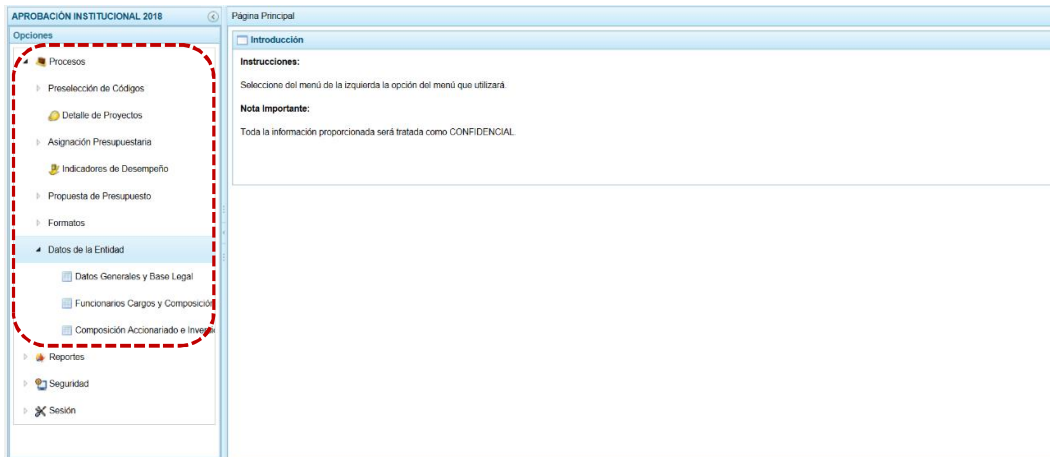 APROBACIÓN INSTITUCIONAL 2018
Opciones
Procesos
Preselección de Códigos
Detalle de Proyectos
Asignación Presupuestaria
Indicadores de Desempeño
Propuesta de Presupuesto
Formatos
Datos de la Entidad
Datos Generales y Base Legal
Funcionarios Cargos y Composición
Composición Accionariado e
Reportes
Seguridad
Sesión
Página Principal
Introducción
Instrucciones:
Seleccione del menú de la izquierda la opción del menú que utilizará.
Nota Importante:
Toda la información proporcionada será tratada como CONFIDENCIAL.